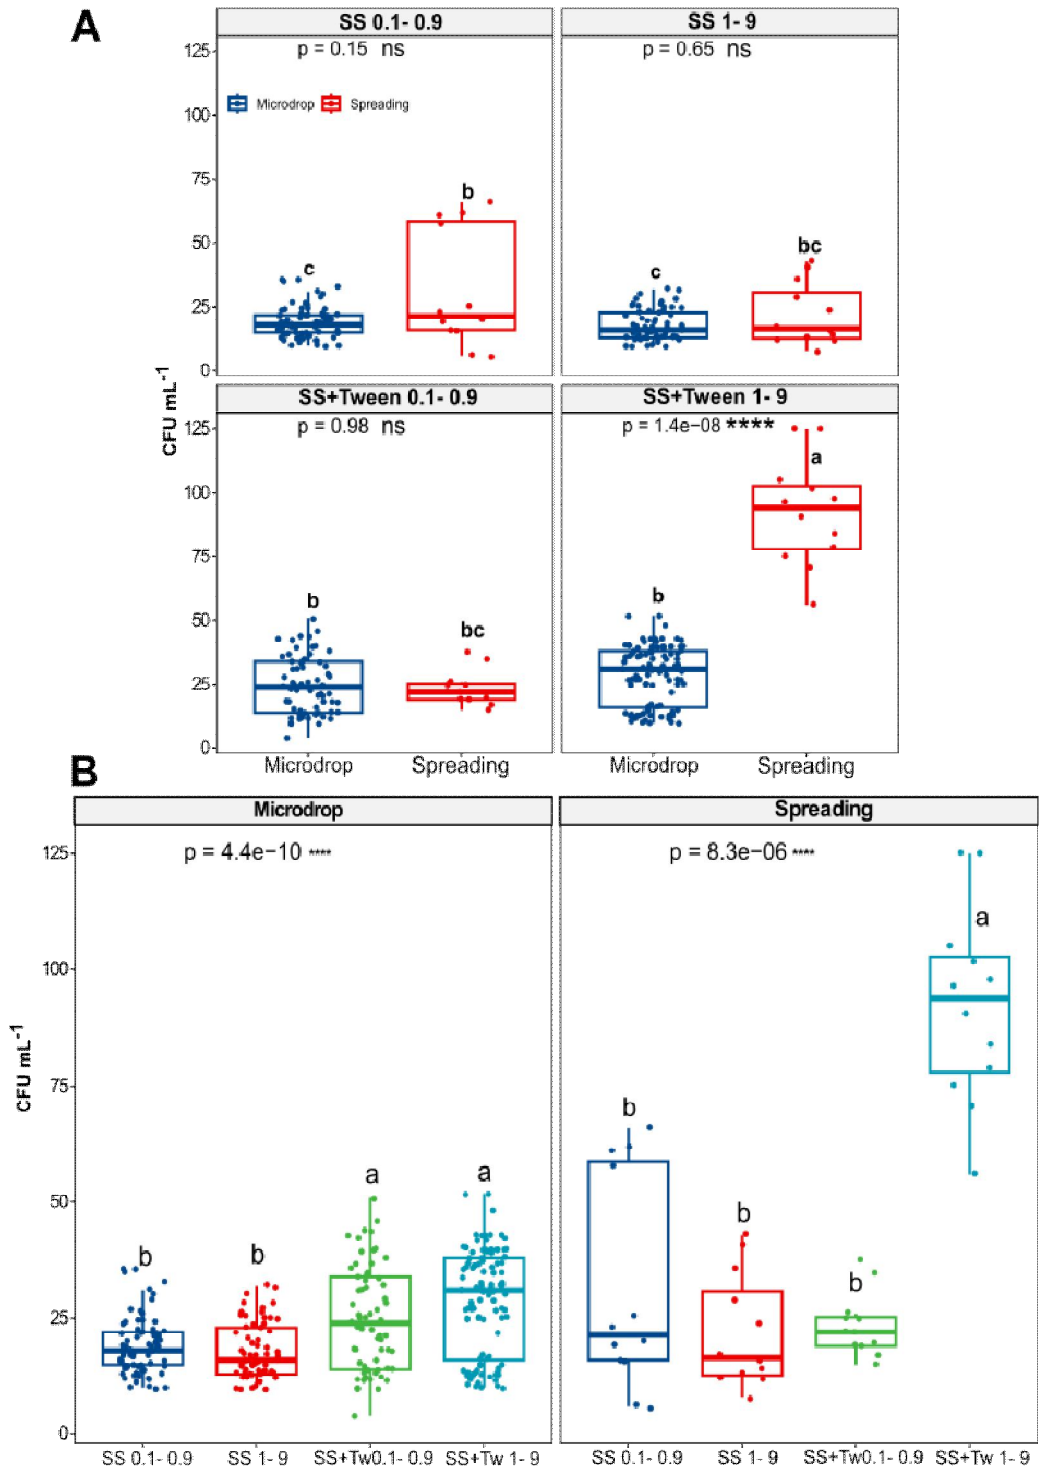 A
SS 0.1- 0.9
SS 1- 9
p = 0.15 ns
p = 0.65 ns
Microdrop
Spreading
125
100
75
50
25
0
b
c
bc
c
CFU mL-1
SS+Tween 0.1- 0.9
SS+Tween 1- 9
p = 0.98 ns
p = 1.4e-08 ****
125
100
75
50
25
0
a
b
bc
b
Microdrop
Spreading
Microdrop
Spreading
B
Microdrop
Spreading
p = 4.4e-10 ****
p = 8.3e-06 ****
125
100
75
50
25
0
CFU mL-1
b
b
a
a
b
b
b
a
SS 0.1- 0.9
SS 1- 9
SS+Tw0.1- 0.9
SS+Tw 1- 9
SS 0.1- 0.9
SS 1- 9
SS+Tw0.1- 0.9
SS+Tw 1- 9